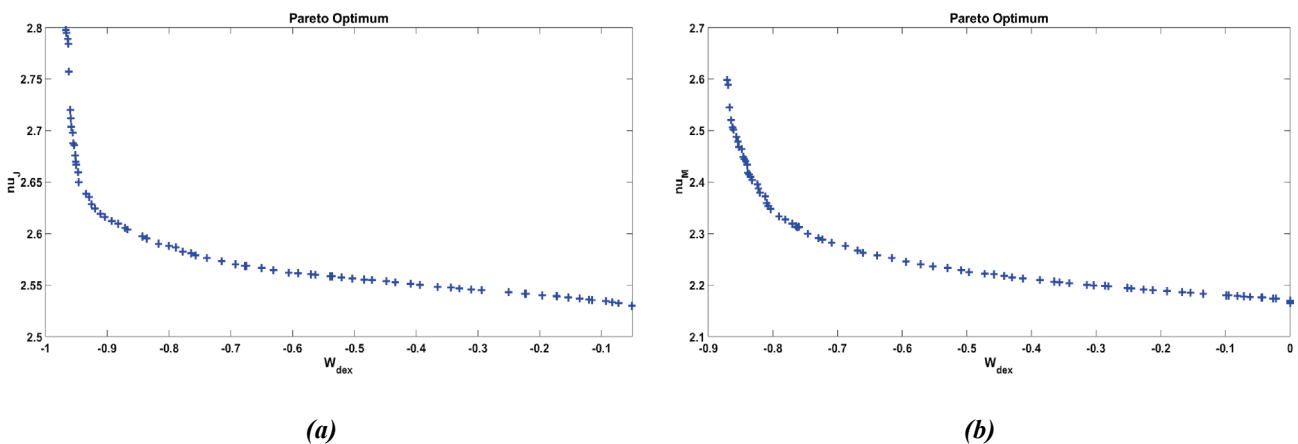 Pareto Optimum
2.8
2.75
2.7
2.65
2.6
2.55
2.5
nu_J
-1 -0.9 -0.8 -0.7 -0.6 -0.5 -0.4 -0.3 -0.2 -0.1
W_dex
(a)
Pareto Optimum
2.7
2.6
2.5
2.4
2.3
2.2
2.1
nu_M
-0.9 -0.8 -0.7 -0.6 -0.5 -0.4 -0.3 -0.2 -0.1 0
W_dex
(b)